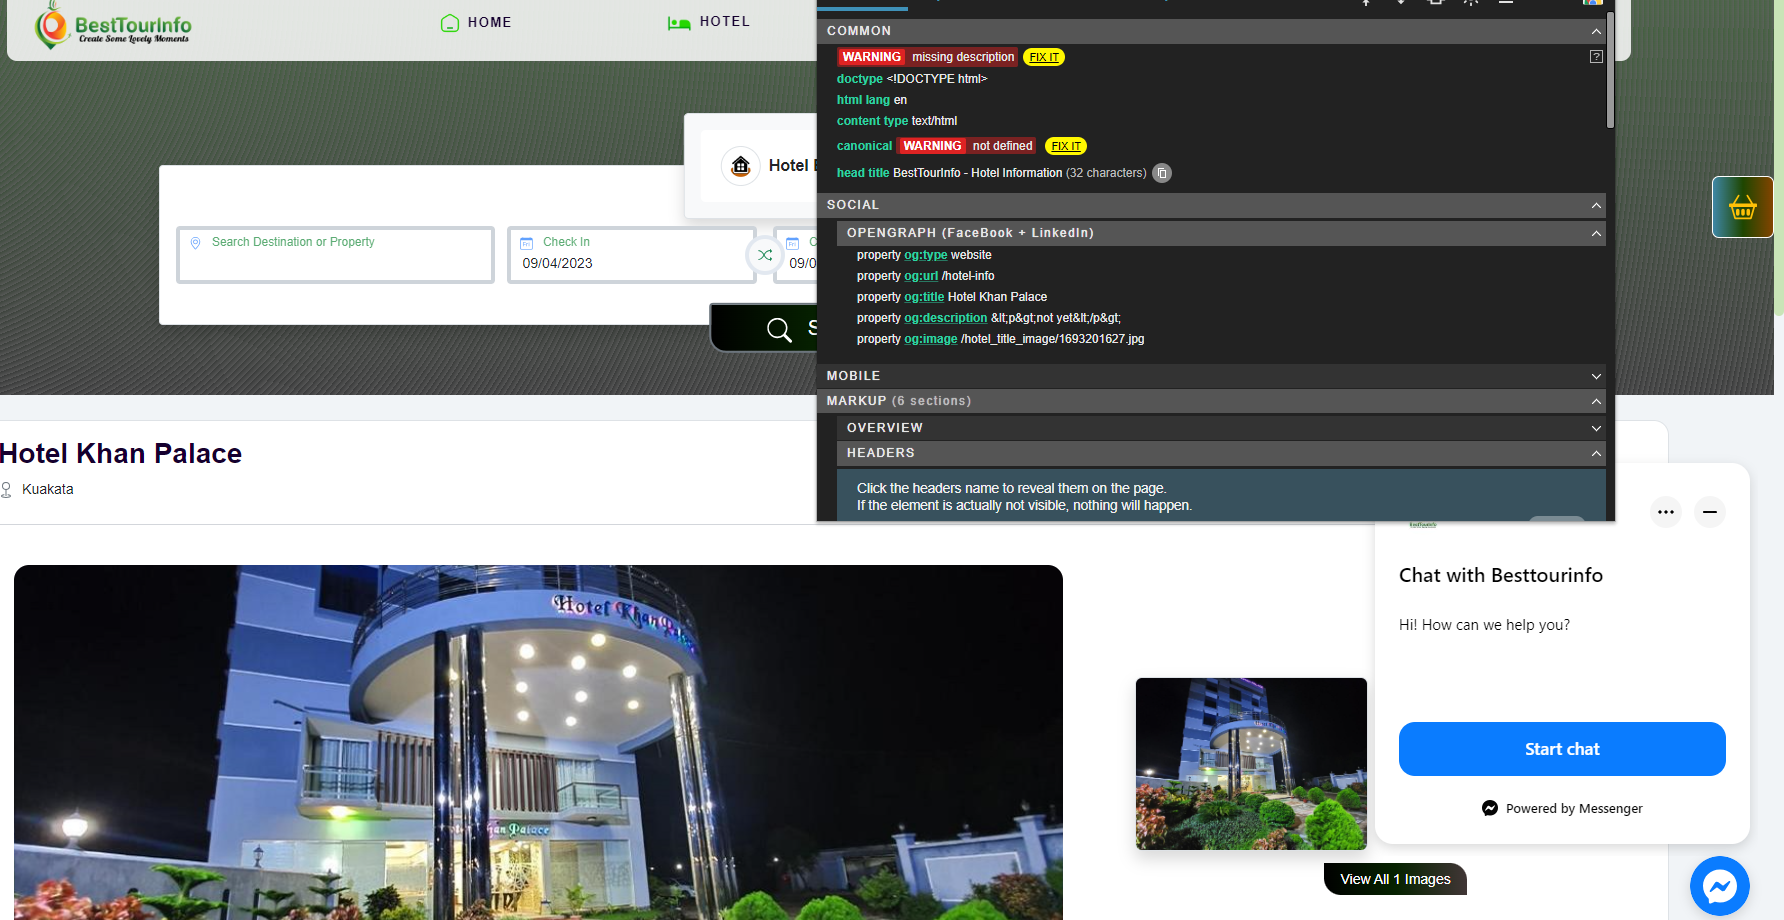 BestTourInfo
Create Some Lovely Moments
HOME
HOTEL
Hotel
Search Destination or Property
Check In
09/04/2023
09/0
COMMON
WARNING missing description FIX IT
doctype <!DOCTYPE html>
html lang en
content type text/html
canonical WARNING not defined FIX IT
head title BestTourInfo - Hotel Information (32 characters)
SOCIAL
OPENGRAPH (FaceBook + LinkedIn)
property og:type website
property og:url /hotel-info
property og:title Hotel Khan Palace
property og:description &lt;p&gt;not yet&lt;/p&gt;
property og:image /hotel_title_image/1693201627.jpg
MOBILE
MARKUP (6 sections)
OVERVIEW
HEADERS
Click the headers name to reveal them on the page.
If the element is actually not visible, nothing will happen.
Hotel Khan Palace
Kuakata
Hotel Khan Palace
Hotel Khan Palace
View All 1 Images
Chat with Besttourinfo
Hi! How can we help you?
Start chat
Powered by Messenger